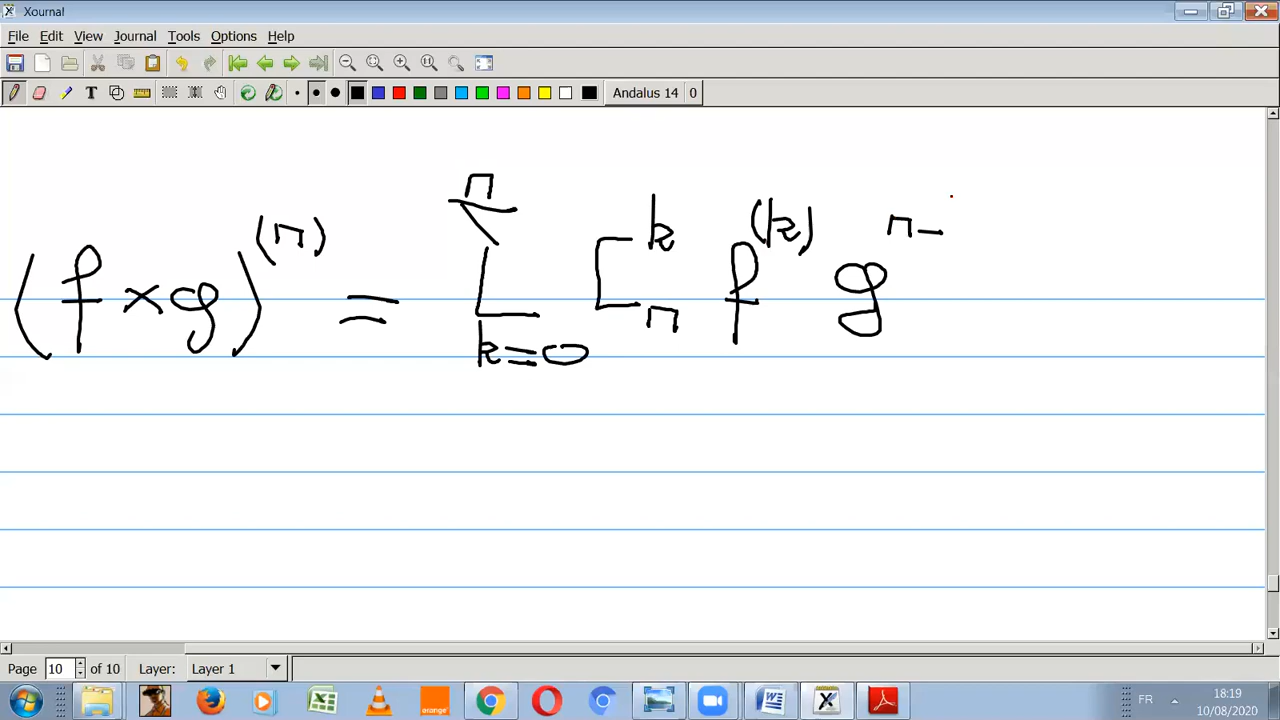 Xournal
File Edit View Journal Tools Options Help
Andalus 14 0
(f × g)^(n) = ∑_{k=0}^{n} C_n^k f^(k) g^n-
Page 10 of 10 Layer: Layer 1
FR 18:19
10/08/2020